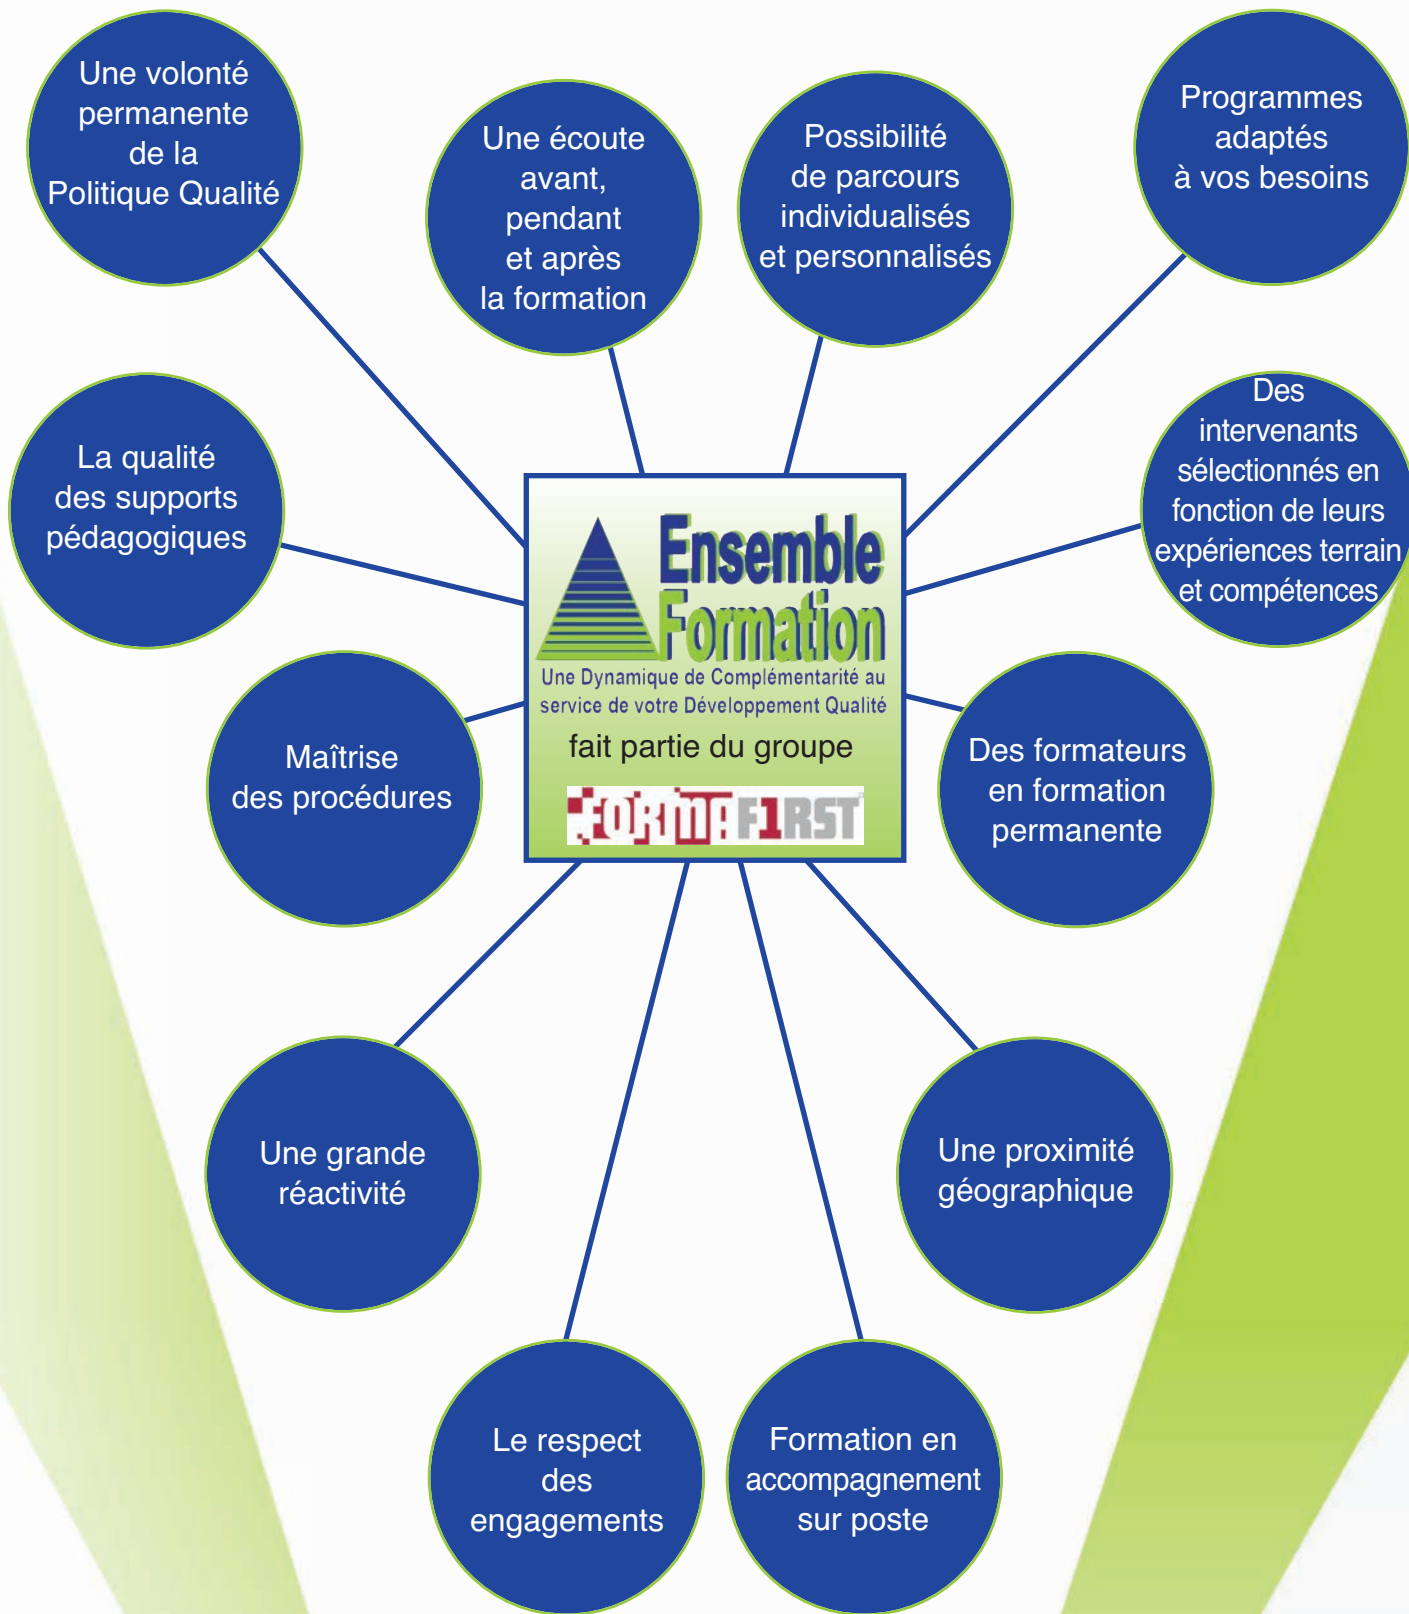 Une volonté
permanente
de la
Politique Qualité
Une écoute
avant,
pendant
et après
la formation
Possibilité
de parcours
individualisés
et personnalisés
Programmes
adaptés
à vos besoins
La qualité
des supports
pédagogiques
Des
intervenants
sélectionnés en
fonction de leurs
expériences terrain
et compétences
Ensemble
Formation
Une Dynamique de Complémentarité au
service de votre Développement Qualité
fait partie du groupe
FORMA F1RST
Maîtrise
des procédures
Des formateurs
en formation
permanente
Une grande
réactivité
Une proximité
géographique
Le respect
des
engagements
Formation en
accompagnement
sur poste